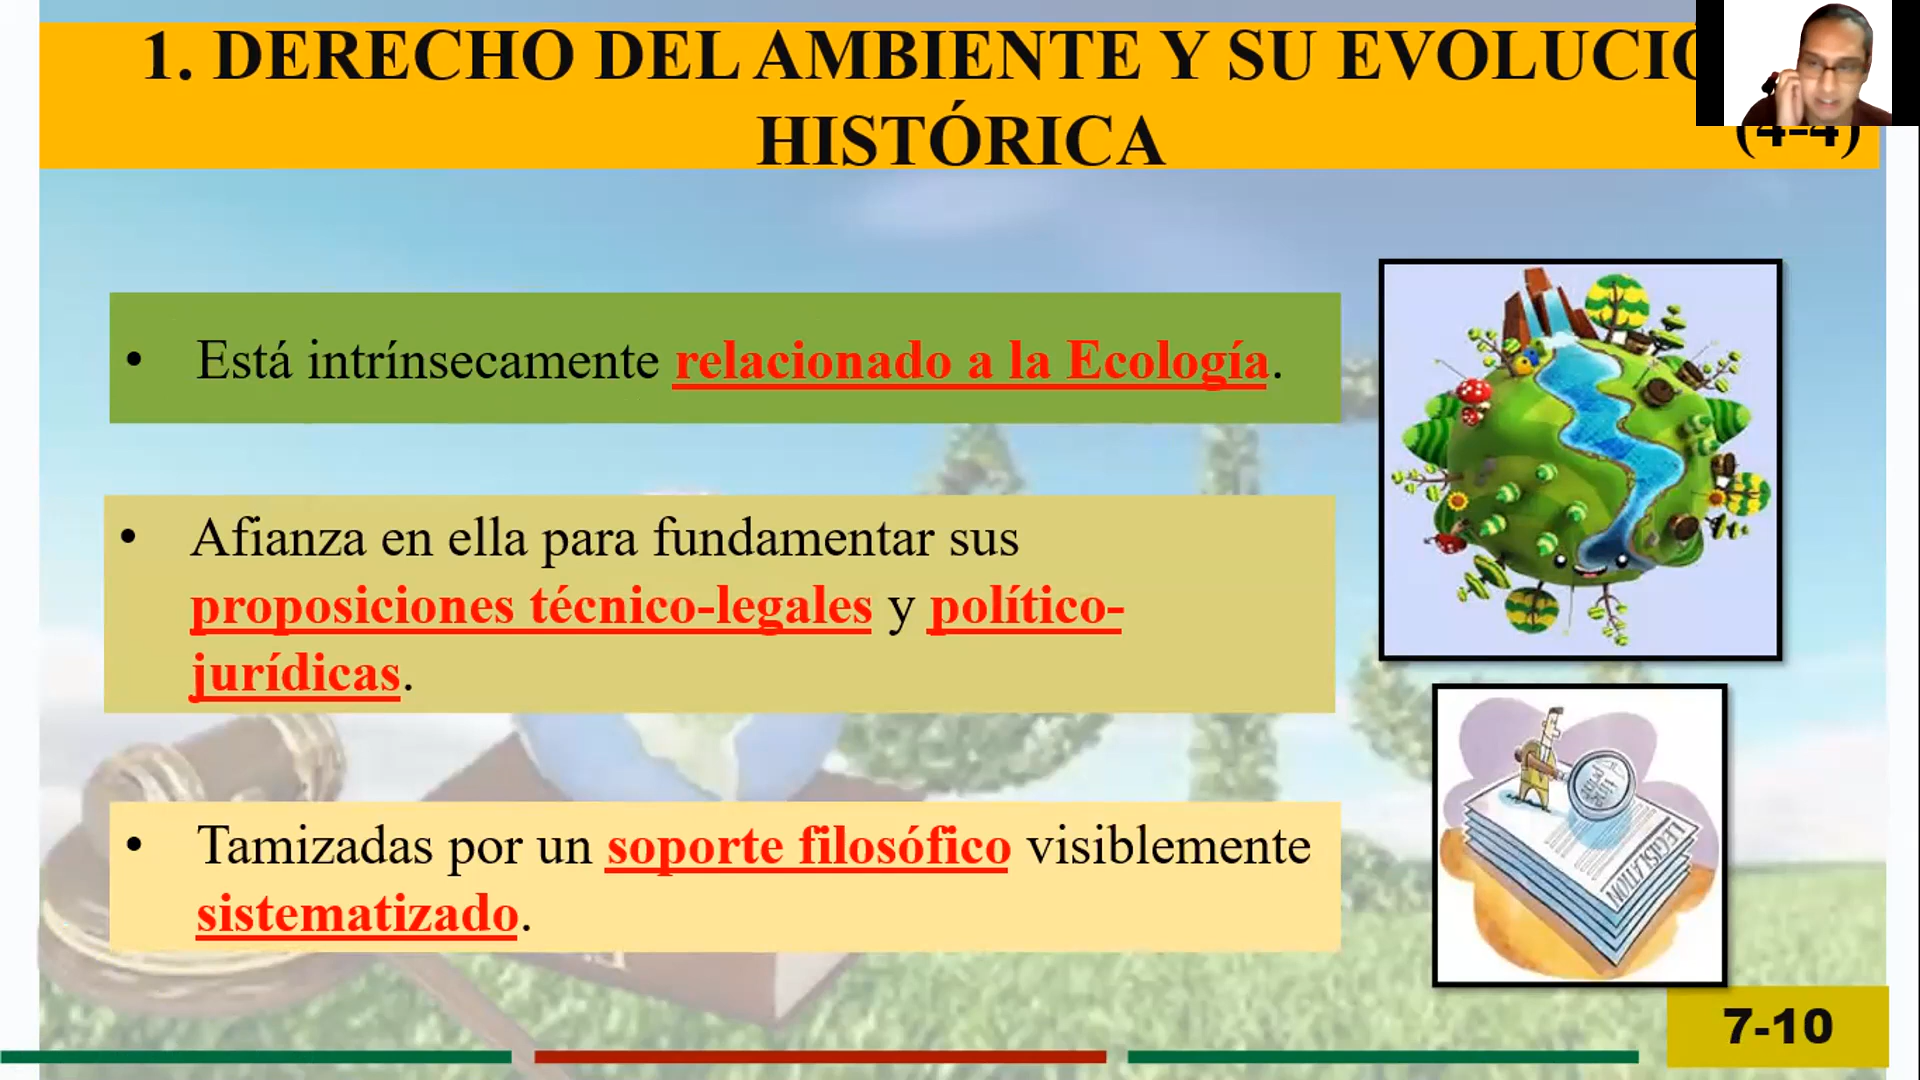 1. DERECHO DEL AMBIENTE Y SU EVOLUCIÓ
HISTÓRICA
(4-4)
• Está intrínsecamente relacionado a la Ecología.
• Afianza en ella para fundamentar sus
proposiciones técnico-legales y político-
jurídicas.
• Tamizadas por un soporte filosófico visiblemente
sistematizado.
LEGISLATION
7-10